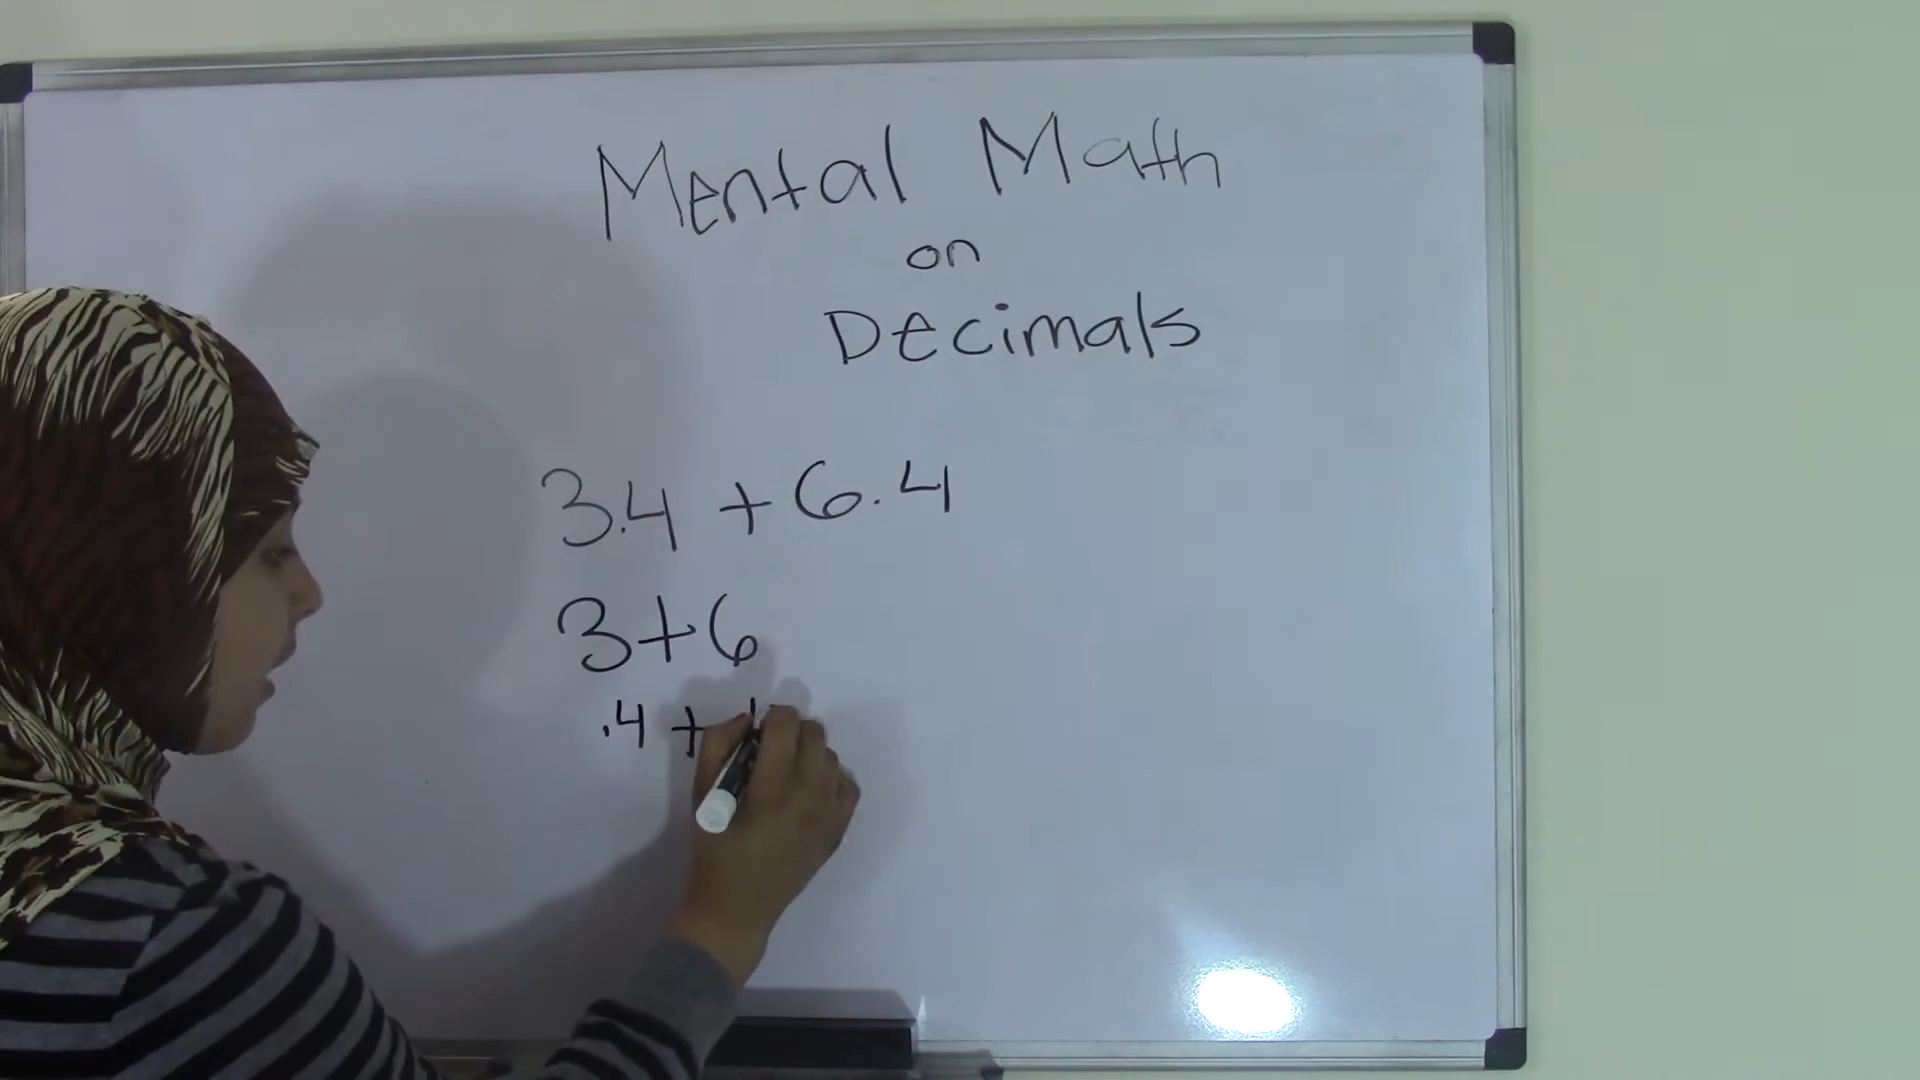 Mental Math
on
Decimals
3.4 + 6.4
3+6
.4 +